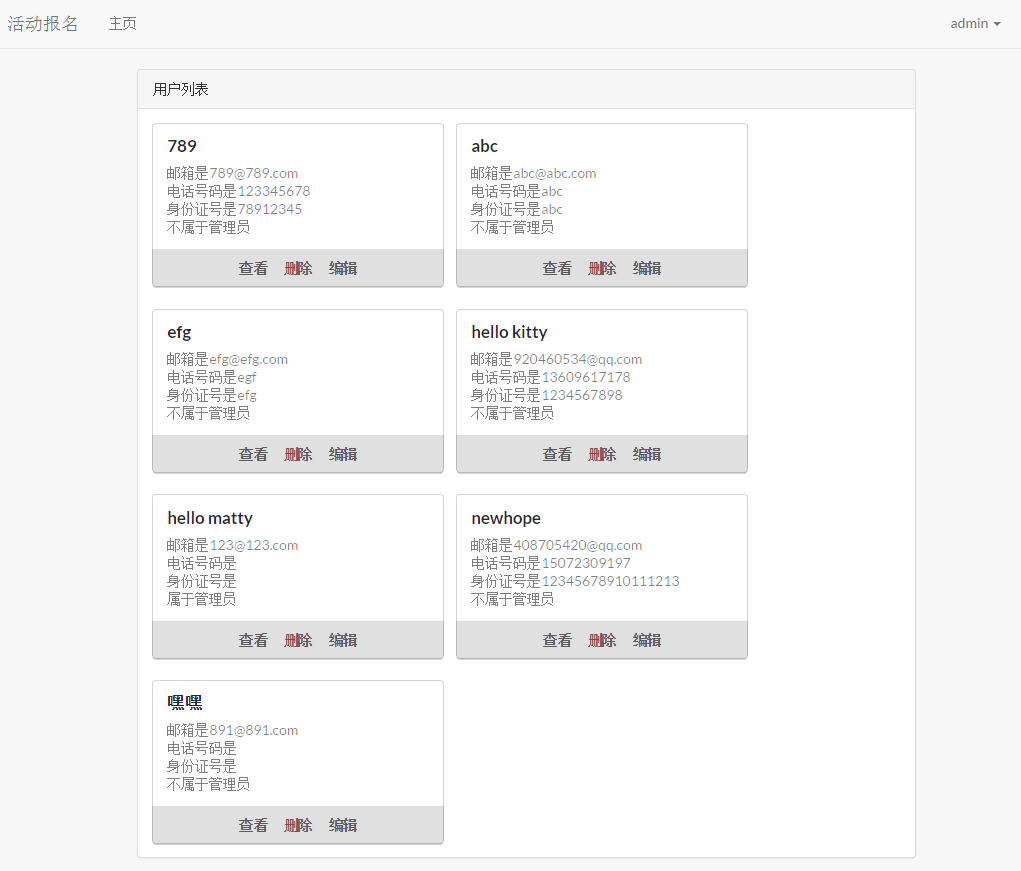 活动报名 主页 admin
用户列表
789
邮箱是789@789.com
电话号码是123345678
身份证号是78912345
不属于管理员
查看 删除 编辑
abc
邮箱是abc@abc.com
电话号码是abc
身份证号是abc
不属于管理员
查看 删除 编辑
efg
邮箱是efg@efg.com
电话号码是egf
身份证号是efg
不属于管理员
查看 删除 编辑
hello kitty
邮箱是920460534@qq.com
电话号码是13609617178
身份证号是1234567898
不属于管理员
查看 删除 编辑
hello matty
邮箱是123@123.com
电话号码是
身份证号是
属于管理员
查看 删除 编辑
newhope
邮箱是408705420@qq.com
电话号码是15072309197
身份证号是12345678910111213
不属于管理员
查看 删除 编辑
嘿嘿
邮箱是891@891.com
电话号码是
身份证号是
不属于管理员
查看 删除 编辑